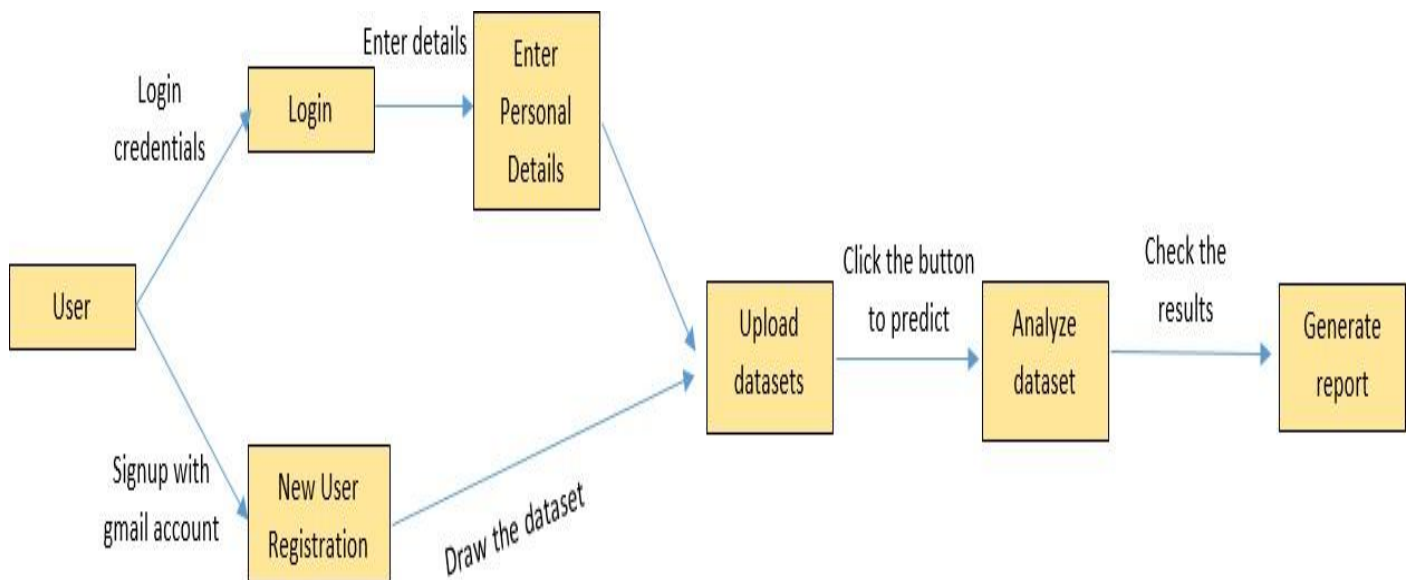 Login
credentials
Login
Enter details
Enter
Personal
Details
User
Signup with
gmail account
New User
Registration
Draw the dataset
Upload
datasets
Click the button
to predict
Analyze
dataset
Check the
results
Generate
report